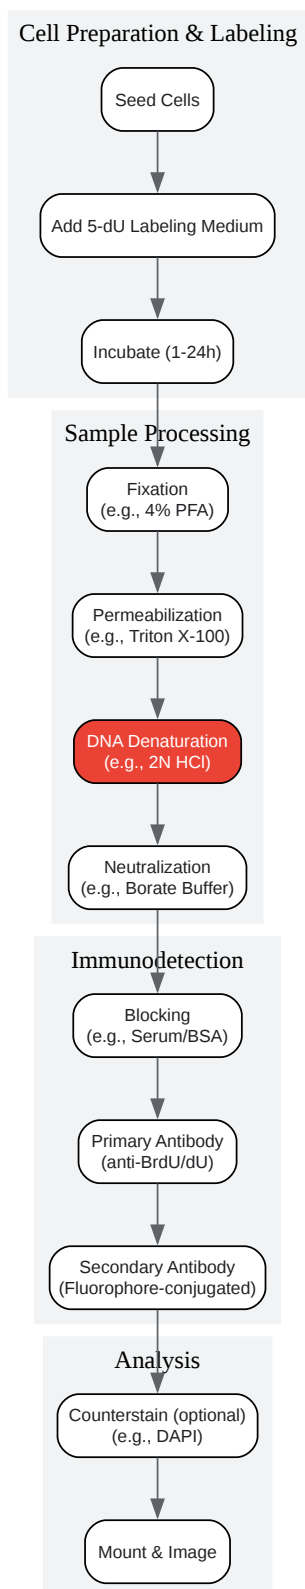 Cell Preparation & Labeling
Seed Cells
Add 5-dU Labeling Medium
Incubate (1-24h)
Sample Processing
Fixation
(e.g., 4% PFA)
Permeabilization
(e.g., Triton X-100)
DNA Denaturation
(e.g., 2N HCl)
Neutralization
(e.g., Borate Buffer)
Immunodetection
Blocking
(e.g., Serum/BSA)
Primary Antibody
(anti-BrdU/dU)
Secondary Antibody
(Fluorophore-conjugated)
Analysis
Counterstain (optional)
(e.g., DAPI)
Mount & Image